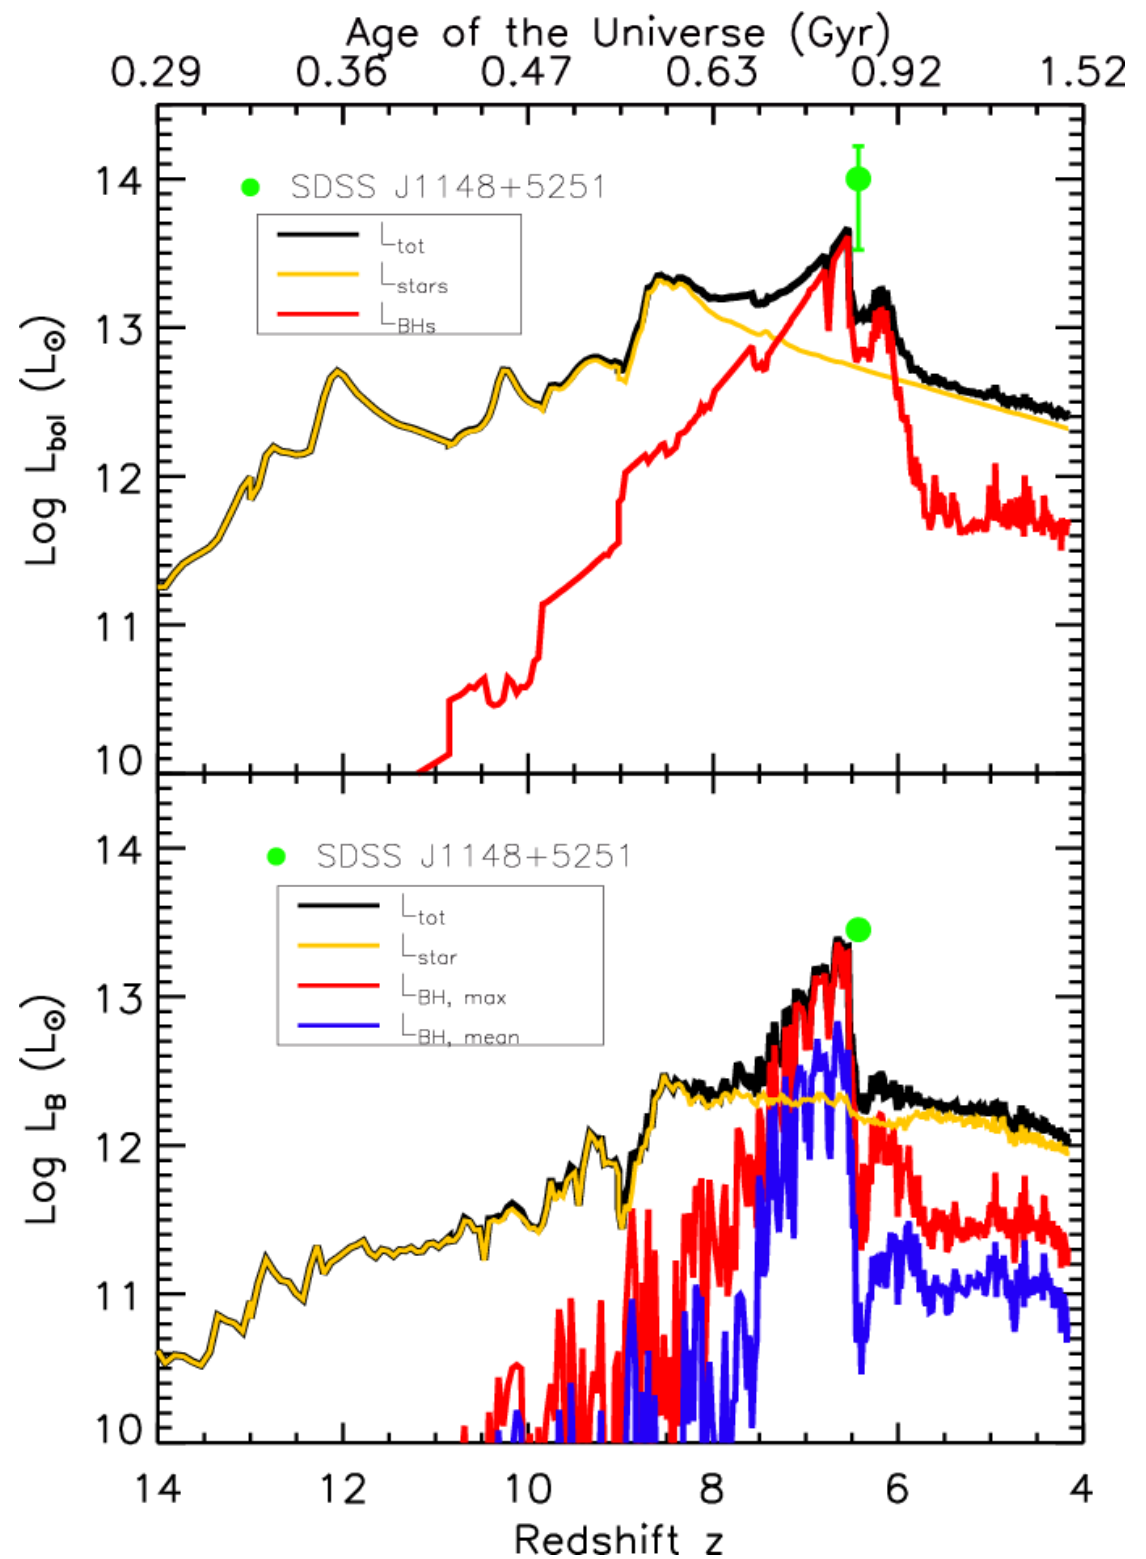 Age of the Universe (Gyr)
0.29 0.36 0.47 0.63 0.92 1.52
14
SDSS J1148+5251
L_tot
L_stars
L_BHs
13
12
11
10
Log L_bol (L_⊙)
14
SDSS J1148+5251
L_tot
L_star
L_BH, max
L_BH, mean
13
12
11
10
Log L_B (L_⊙)
14 12 10 8 6 4
Redshift z